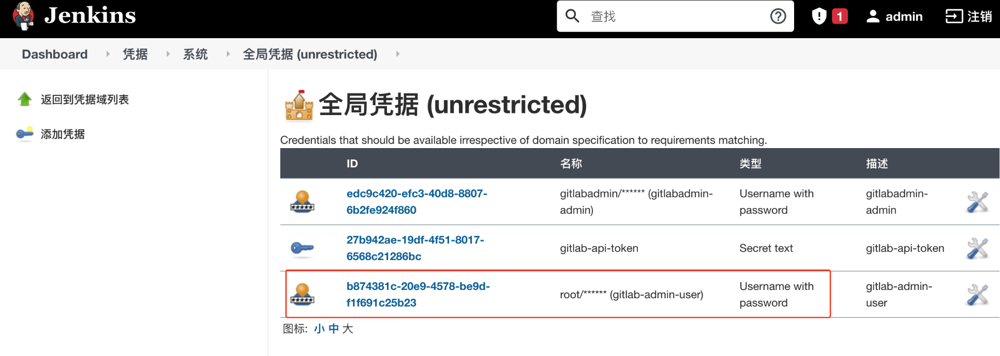 Jenkins
查找
1
admin
注销
Dashboard 凭据 系统 全局凭据 (unrestricted)
返回到凭据域列表
添加凭据
全局凭据 (unrestricted)
Credentials that should be available irrespective of domain specification to requirements matching.
ID 名称 类型 描述
edc9c420-efc3-40d8-8807-
6b2fe924f860
gitlabadmin/****** (gitlabadmin-
admin)
Username with
password
gitlabadmin-
admin
27b942ae-19df-4f51-8017-
6568c21286bc
gitlab-api-token
Secret text
gitlab-api-token
b874381c-20e9-4578-be9d-
f1f691c25b23
root/****** (gitlab-admin-user)
Username with
password
gitlab-admin-
user
图标: 小 中 大